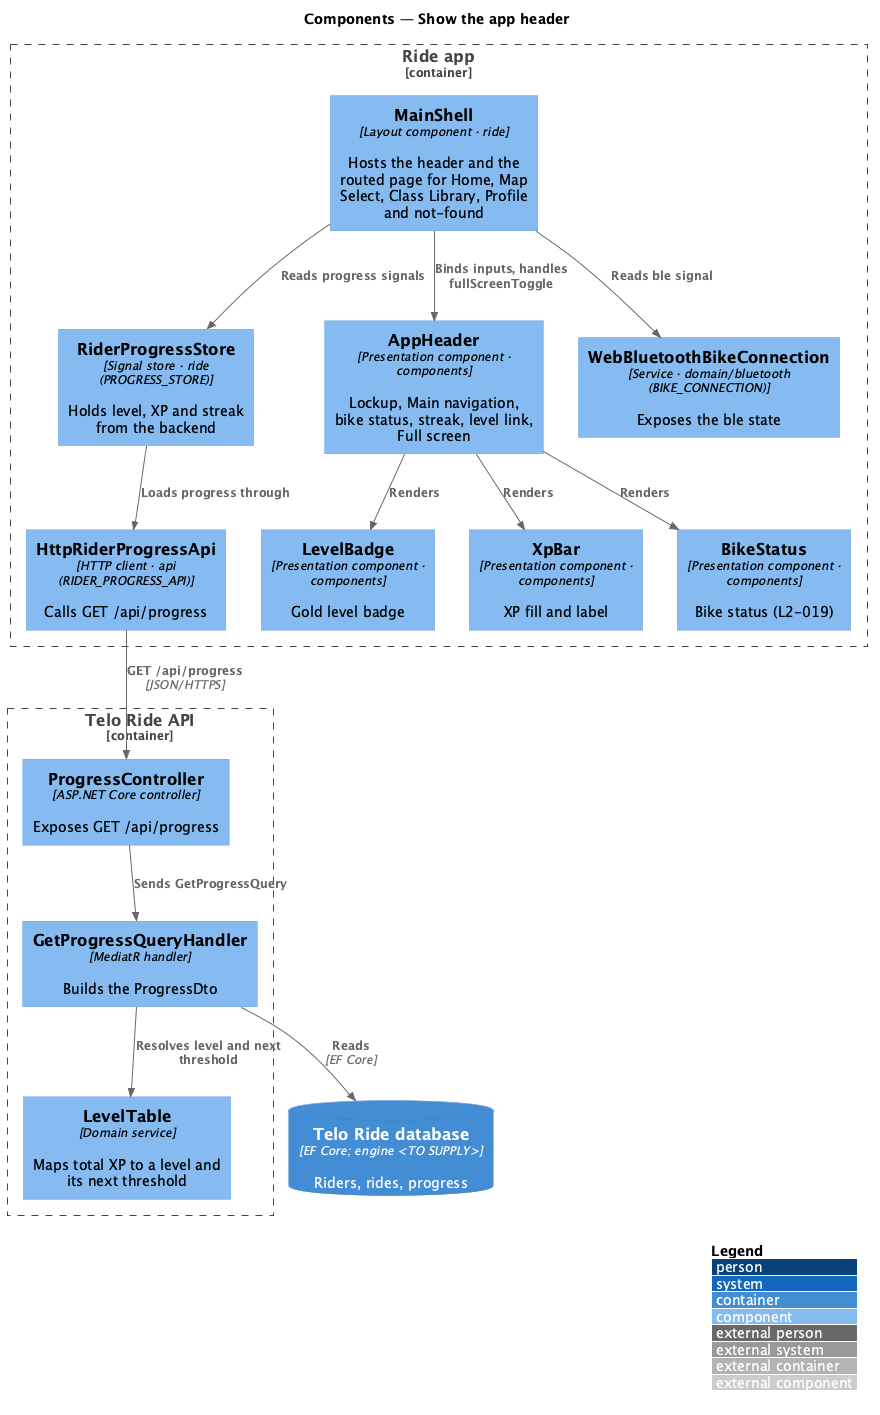 Components — Show the app header
Ride app
[container]
MainShell
[Layout component · ride]
Hosts the header and the
routed page for Home, Map
Select, Class Library, Profile
and not-found
Reads progress signals
Binds inputs, handles
fullScreenToggle
Reads ble signal
RiderProgressStore
[Signal store · ride
(PROGRESS_STORE)]
Holds level, XP and streak
from the backend
AppHeader
[Presentation component ·
components]
Lockup, Main navigation,
bike status, streak, level link,
Full screen
WebBluetoothBikeConnection
[Service · domain/bluetooth
(BIKE_CONNECTION)]
Exposes the ble state
Loads progress through
Renders
Renders
Renders
HttpRiderProgressApi
[HTTP client · api
(RIDER_PROGRESS_API)]
Calls GET /api/progress
LevelBadge
[Presentation component ·
components]
Gold level badge
XpBar
[Presentation component ·
components]
XP fill and label
BikeStatus
[Presentation component ·
components]
Bike status (L2-019)
GET /api/progress
[JSON/HTTPS]
Telo Ride API
[container]
ProgressController
[ASP.NET Core controller]
Exposes GET /api/progress
Sends GetProgressQuery
GetProgressQueryHandler
[MediatR handler]
Builds the ProgressDto
Resolves level and next
threshold
Reads
[EF Core]
LevelTable
[Domain service]
Maps total XP to a level and
its next threshold
Telo Ride database
[EF Core; engine <TO SUPPLY>]
Riders, rides, progress
Legend
person
system
container
component
external person
external system
external container
external component